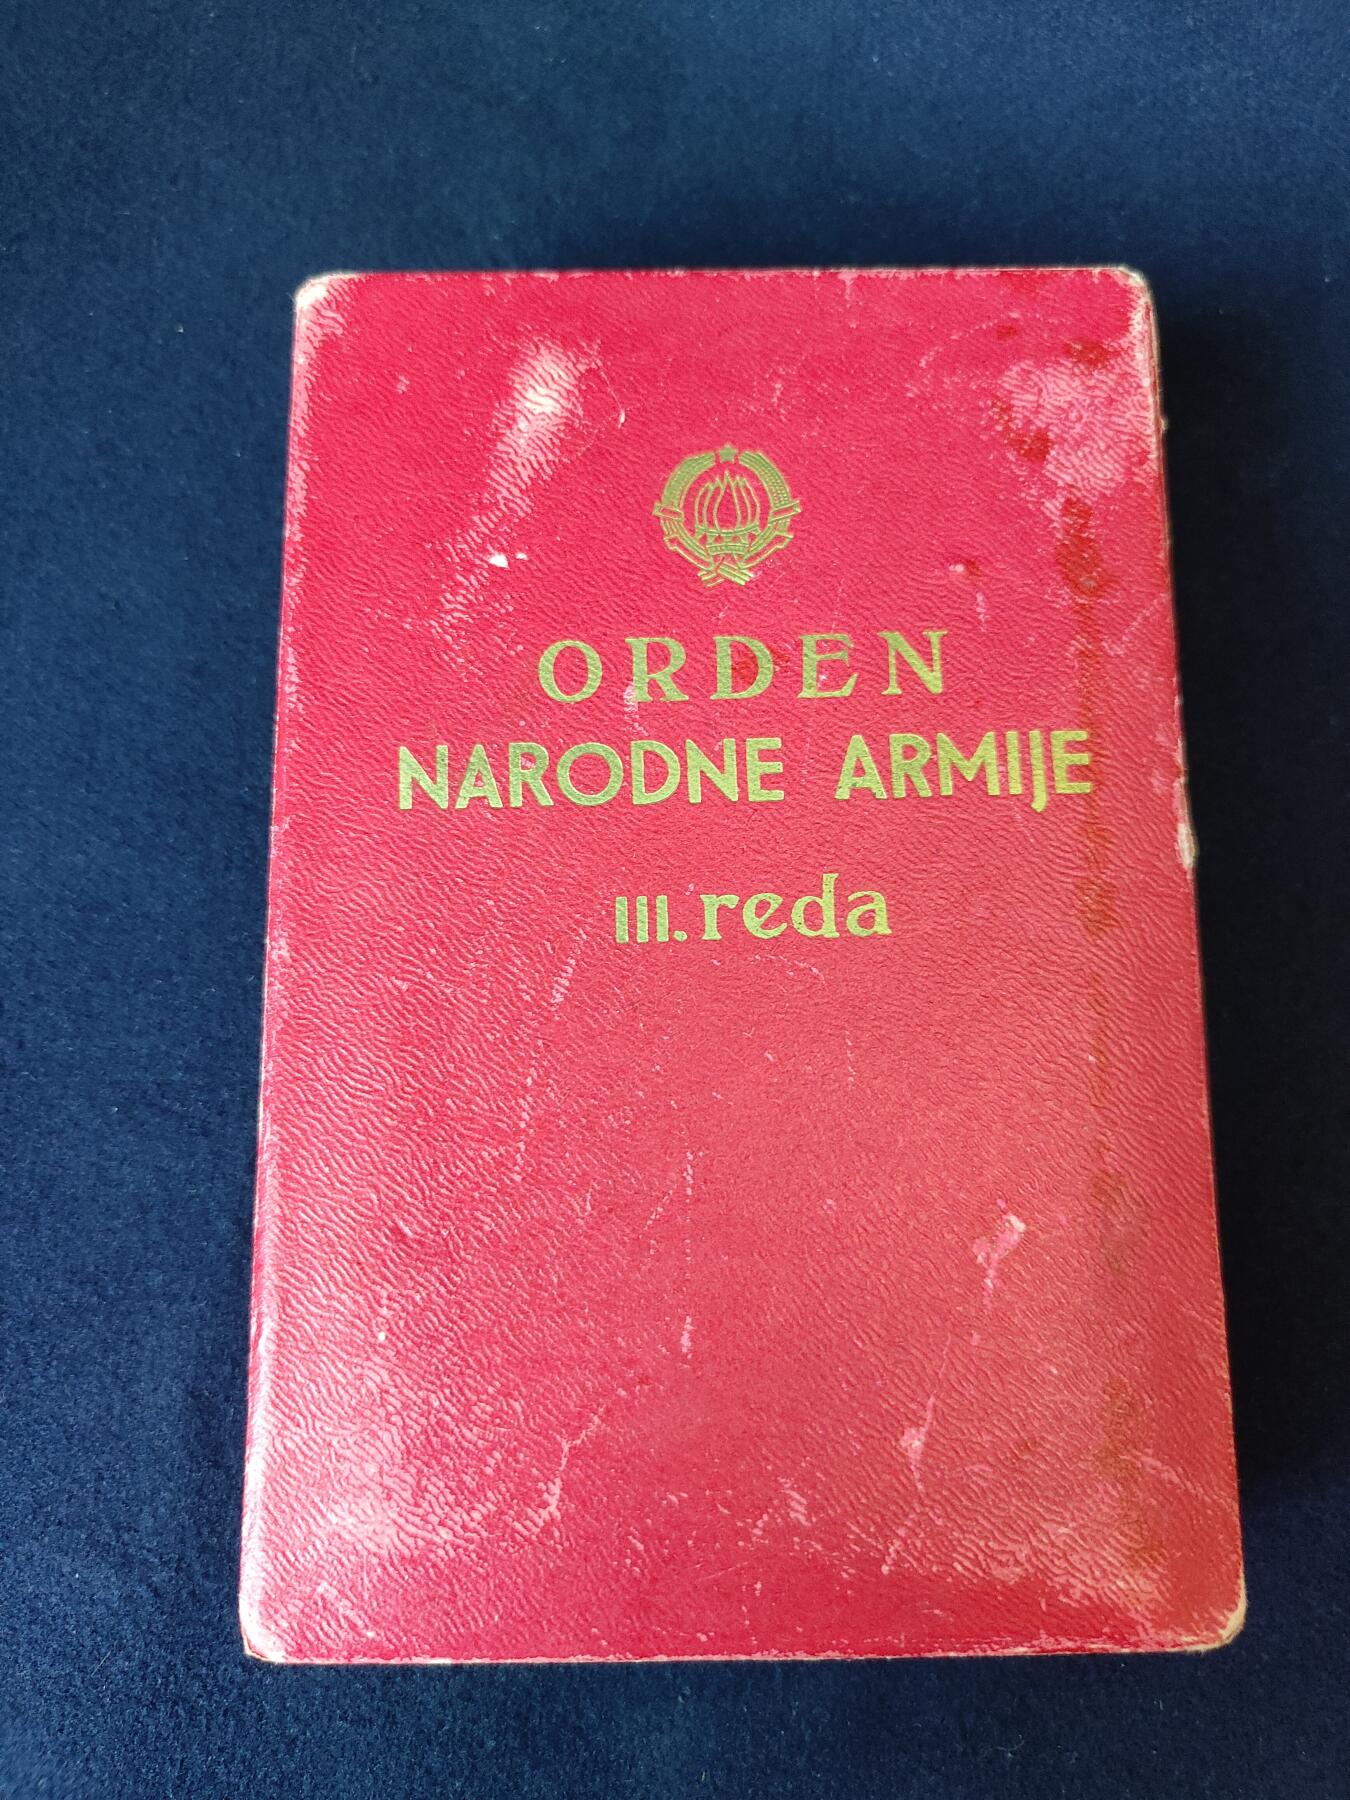 ORDEN
NARODNE ARMIJE
III. reda